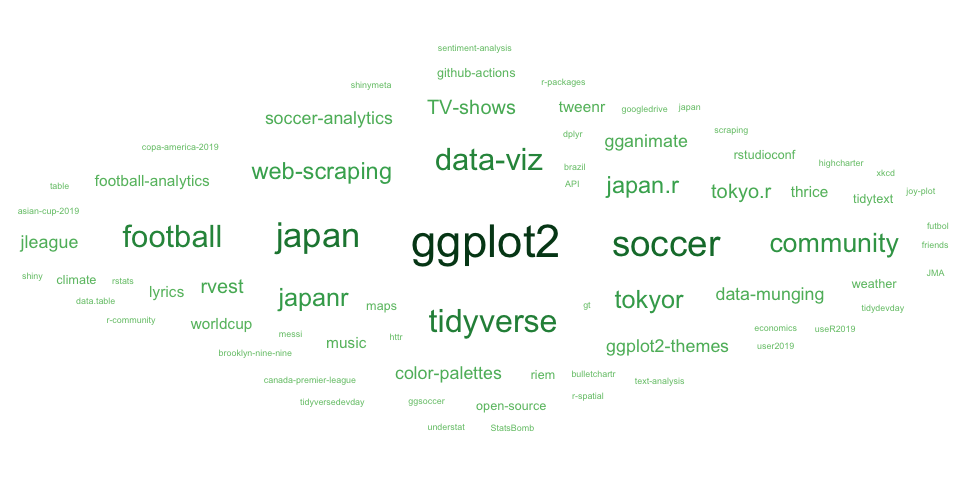 sentiment-analysis
github-actions
r-packages
shinymeta
TV-shows
tweenr
googledrive
japan
soccer-analytics
scraping
dplyr
gganimate
copa-america-2019
data-viz
rstudioconf
highcharter
web-scraping
brazil
xkcd
table
football-analytics
API
japan.r
tokyo.r
thrice
joy-plot
tidytext
asian-cup-2019
futbol
jleague
football
japan
ggplot2
soccer
community
friends
JMA
shiny
climate
rstats
rvest
weather
lyrics
data.table
japanr
maps
gt
tokyor
data-munging
tidydevday
r-community
worldcup
tidyverse
economics
useR2019
messi
music
httr
ggplot2-themes
user2019
brooklyn-nine-nine
color-palettes
riem
bulletchartr
canada-premier-league
text-analysis
r-spatial
tidyversedevday
ggsoccer
open-source
understat
StatsBomb